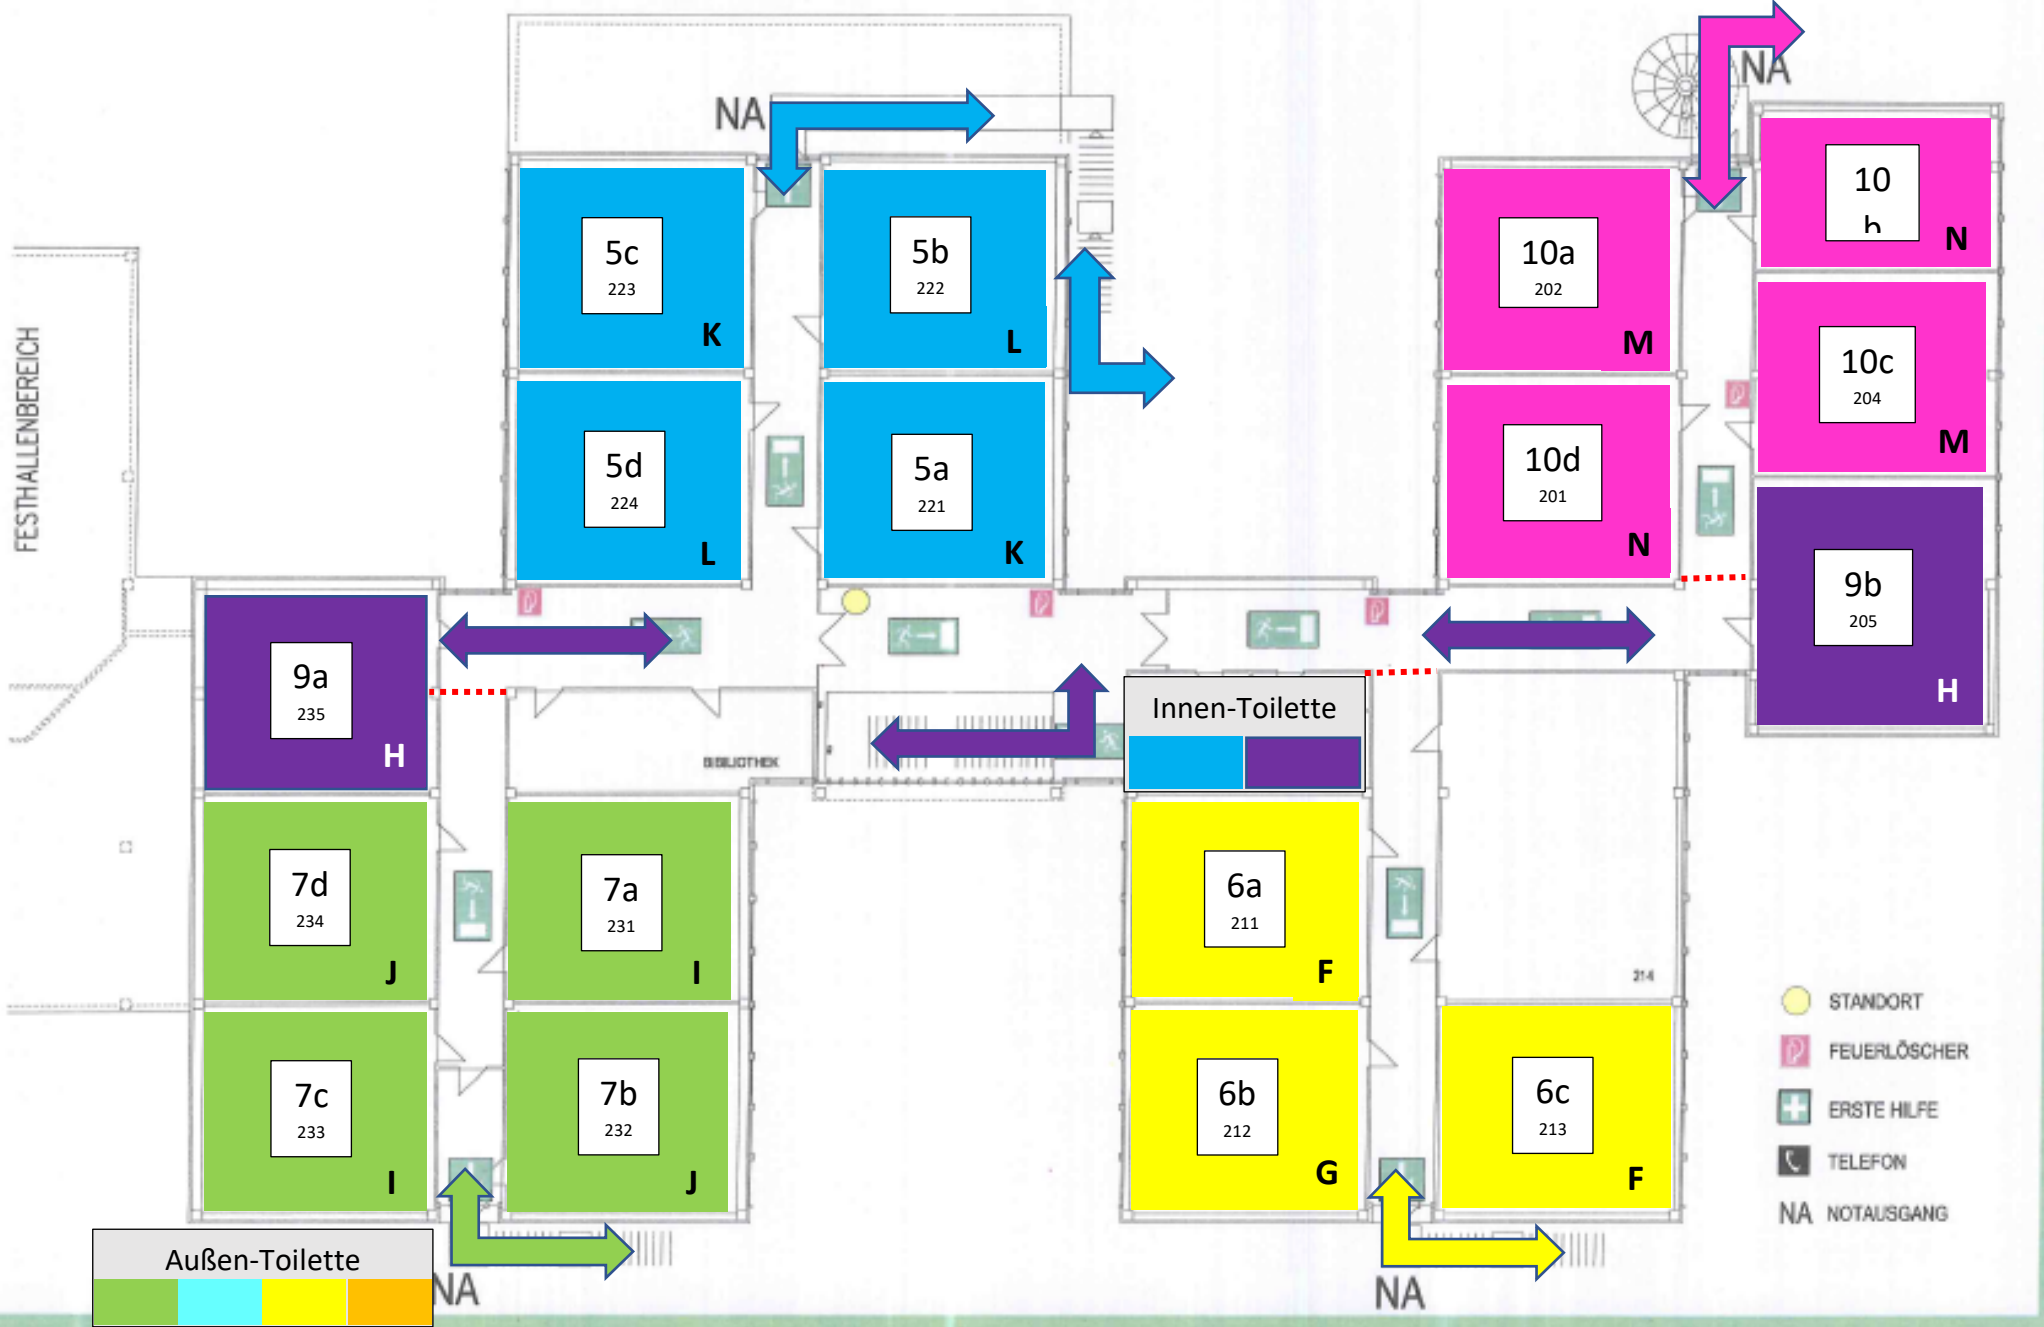 NA
NA
5c
223
K
5b
222
L
10a
202
M
10
b
N
FESTHALLENBEREICH
5d
224
L
5a
221
K
10d
201
N
10c
204
M
9a
235
H
9b
205
H
BIBLIOTHEK
Innen-Toilette
7d
234
J
7a
231
I
6a
211
F
214
7c
233
I
7b
232
J
6b
212
G
6c
213
F
STANDORT
FEUERLÖSCHER
ERSTE HILFE
TELEFON
NA NOTAUSGANG
Außen-Toilette
NA
NA